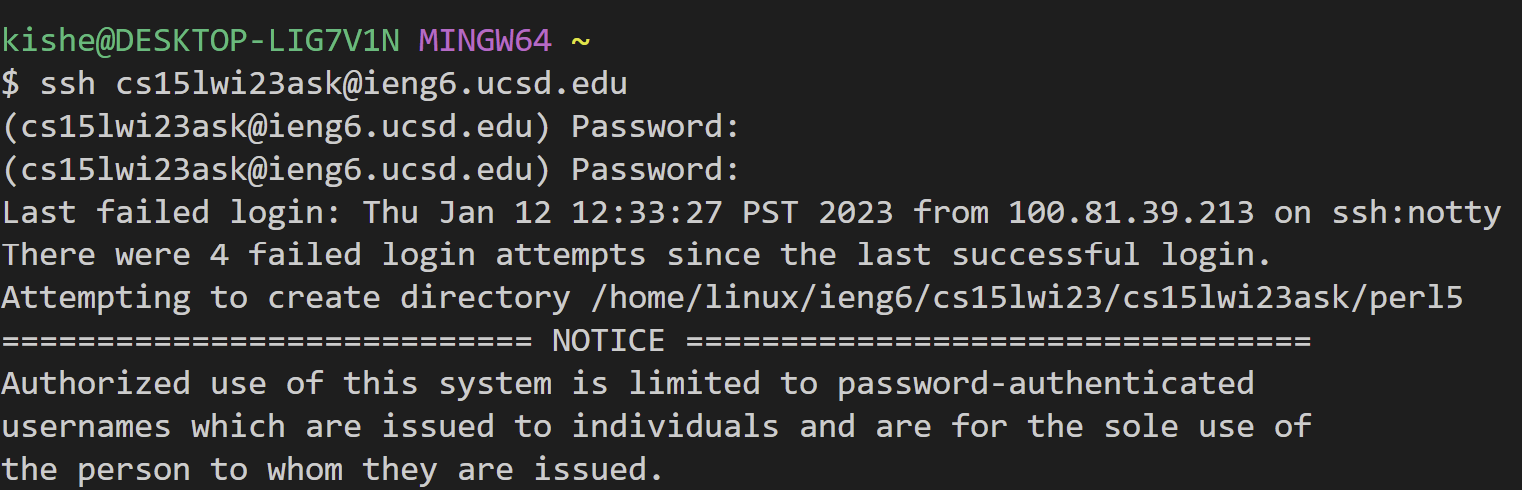 kishe@DESKTOP-LIG7V1N MINGW64 ~
$ ssh cs15lwi23ask@ieng6.ucsd.edu
(cs15lwi23ask@ieng6.ucsd.edu) Password:
(cs15lwi23ask@ieng6.ucsd.edu) Password:
Last failed login: Thu Jan 12 12:33:27 PST 2023 from 100.81.39.213 on ssh:notty
There were 4 failed login attempts since the last successful login.
Attempting to create directory /home/linux/ieng6/cs15lwi23/cs15lwi23ask/perl5
============================ NOTICE =================================
Authorized use of this system is limited to password-authenticated
usernames which are issued to individuals and are for the sole use of
the person to whom they are issued.